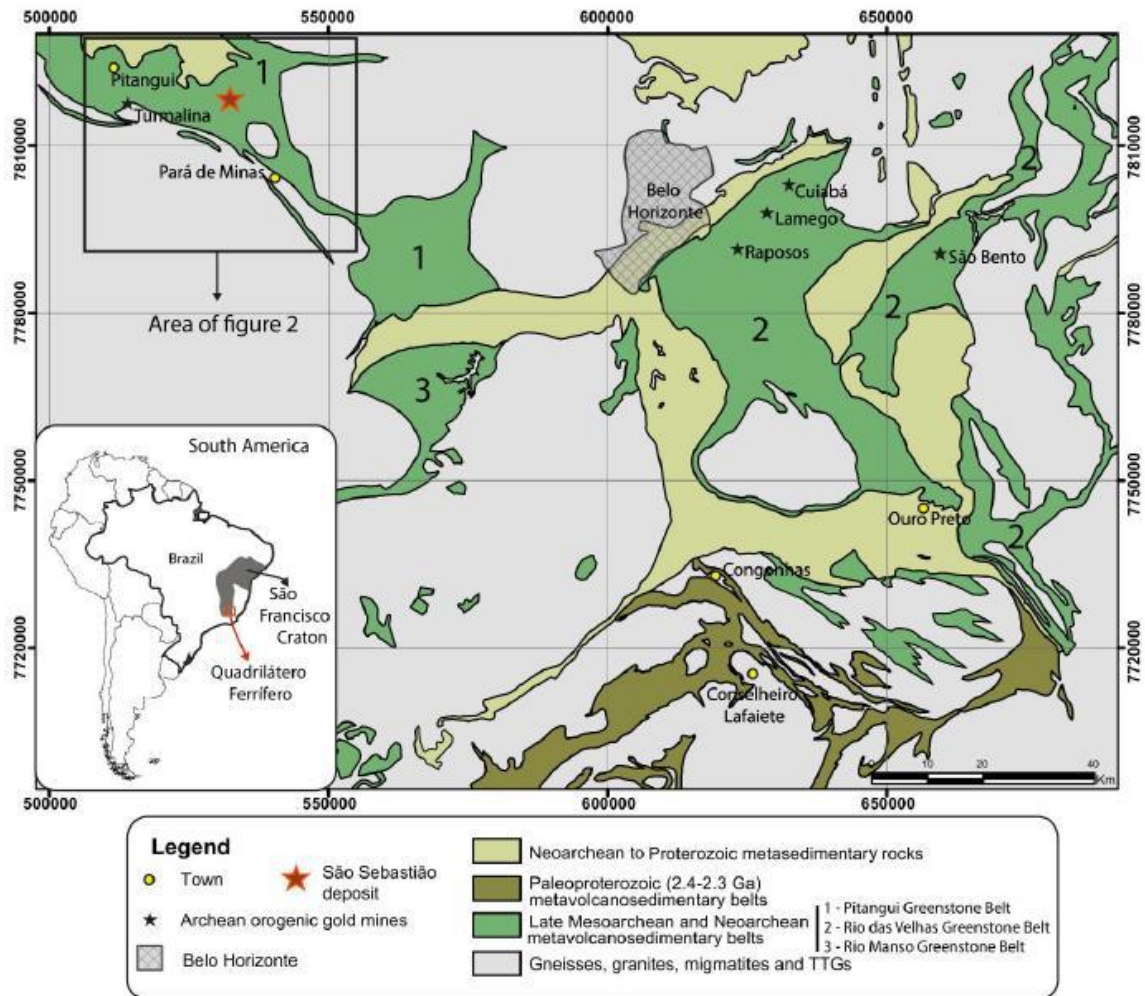 500000
550000
600000
650000
1
Pitangui
Turmalina
Pará de Minas
7810000
7810000
Belo
Horizonte
Cuiabá
Lamego
Raposos
São Bento
2
1
2
2
7780000
7780000
Area of figure 2
3
7750000
7750000
Ouro Preto
2
South America
Brazil
São
Francisco
Craton
Quadrilátero
Ferrífero
Congonhas
7720000
7720000
Conselheiro
Lafaiete
0
10
20
40
Km
500000
550000
600000
650000
Legend
Town
São Sebastião
deposit
Archean orogenic gold mines
Belo Horizonte
Neoarchean to Proterozoic metasedimentary rocks
Paleoproterozoic (2.4-2.3 Ga)
metavolcanosedimentary belts
Late Mesoarchean and Neoarchean
metavolcanosedimentary belts
1 - Pitangui Greenstone Belt
2 - Rio das Velhas Greenstone Belt
3 - Rio Manso Greenstone Belt
Gneisses, granites, migmatites and TTGs